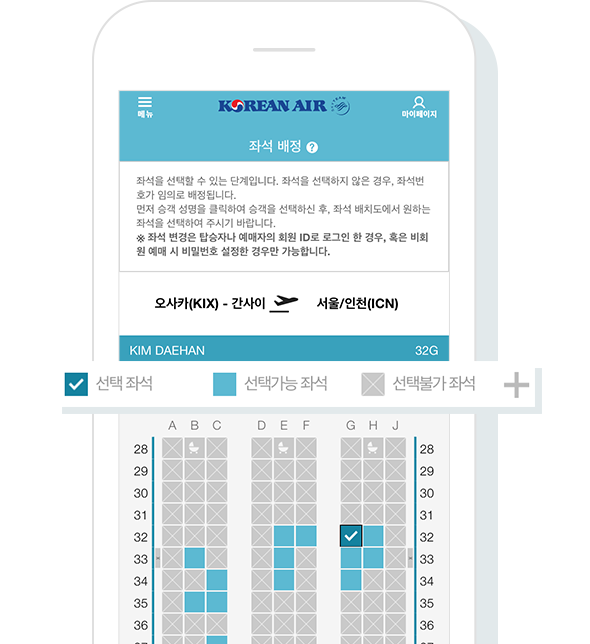 메뉴
KOREAN AIR
마이페이지
좌석 배정 ?
좌석을 선택할 수 있는 단계입니다. 좌석을 선택하지 않은 경우, 좌석번
호가 임의로 배정됩니다.
먼저 승객 성명을 클릭하여 승객을 선택하신 후, 좌석 배치도에서 원하는
좌석을 선택하여 주시기 바랍니다.
※ 좌석 변경은 탑승자나 예매자의 회원 ID로 로그인 한 경우, 혹은 비회
원 예매 시 비밀번호 설정한 경우만 가능합니다.
오사카(KIX) - 간사이 서울/인천(ICN)
KIM DAEHAN 32G
선택 좌석 선택가능 좌석 선택불가 좌석
A B C D E F G H J
28 28
29 29
30 30
31 31
32 32
33 33
34 34
35 35
36 36